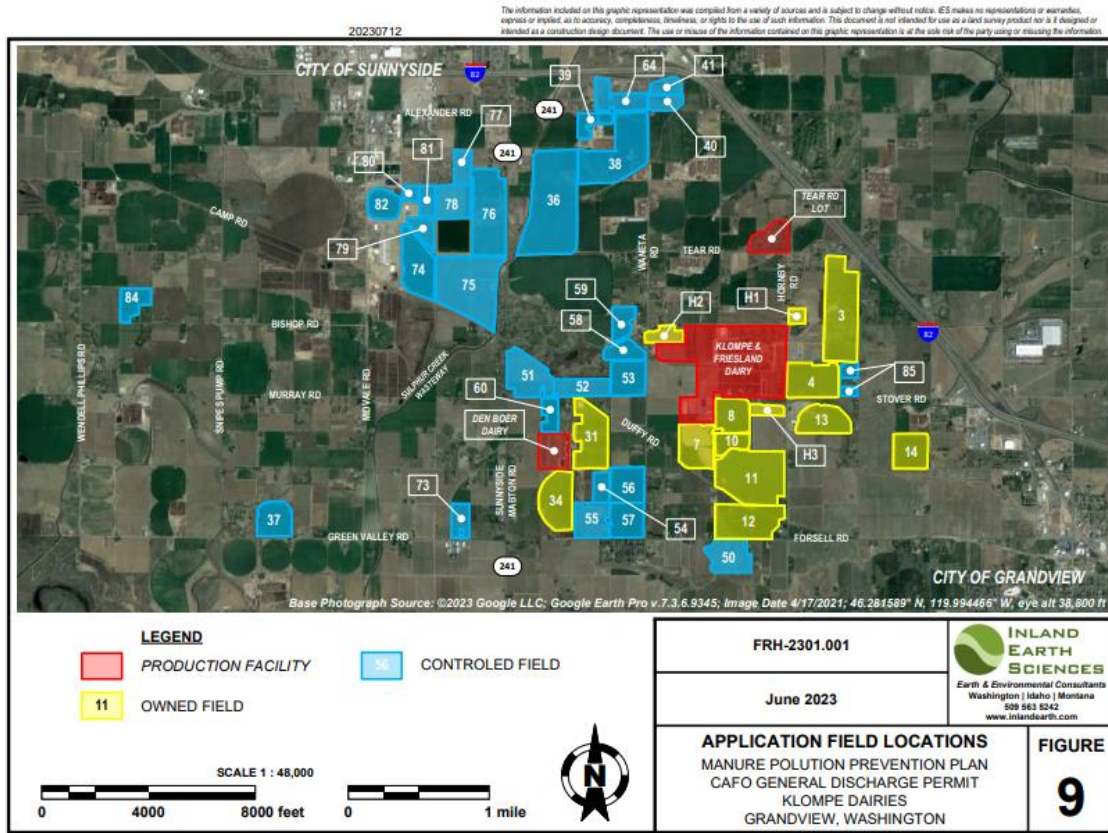 The information included on this graphic representation was compiled from a variety of sources and is subject to change without notice. IES makes no representations or warranties,
express or implied, as to accuracy, completeness, timeliness, or rights to the use of such information. This document is not intended for use as a land survey product nor is it designed or
intended as a construction design document. The use or misuse of the information contained on this graphic representation is at the sole risk of the party using or misusing the information.
20230712
CITY OF SUNNYSIDE
82
39
64
41
241
ALEXANDER RD
77
40
241
81
38
80
82
78
76
36
TEAR RD
LOT
CAMP RD
79
WANETA
RD
TEAR RD
74
75
HORNBY
RD
84
59
H2
H1
3
BISHOP RD
58
82
KLOMPE &
FRIESLAND
DAIRY
WENDELL PHILLIPS RD
SNIPES PUMP RD
MIDVALE RD
SULPHUR CREEK
WASTEWAY
51
53
4
85
60
52
MURRAY RD
STOVER RD
DEN BOER
DAIRY
31
DUFFY RD
8
13
7
10
H3
14
SUNNYSIDE
MABTON RD
11
73
34
56
37
55
57
54
12
GREEN VALLEY RD
FORSELL RD
50
241
CITY OF GRANDVIEW
Base Photograph Source: ©2023 Google LLC; Google Earth Pro v.7.3.6.9345; Image Date 4/17/2021; 46.281589° N, 119.994466° W, eye alt 38,800 ft
LEGEND
PRODUCTION FACILITY
56 CONTROLED FIELD
11 OWNED FIELD
SCALE 1 : 48,000
0 4000 8000 feet
0 1 mile
N
FRH-2301.001
June 2023
INLAND
EARTH
SCIENCES
Earth & Environmental Consultants
Washington | Idaho | Montana
509 563 5242
www.inlandearth.com
APPLICATION FIELD LOCATIONS
MANURE POLUTION PREVENTION PLAN
CAFO GENERAL DISCHARGE PERMIT
KLOMPE DAIRIES
GRANDVIEW, WASHINGTON
FIGURE
9